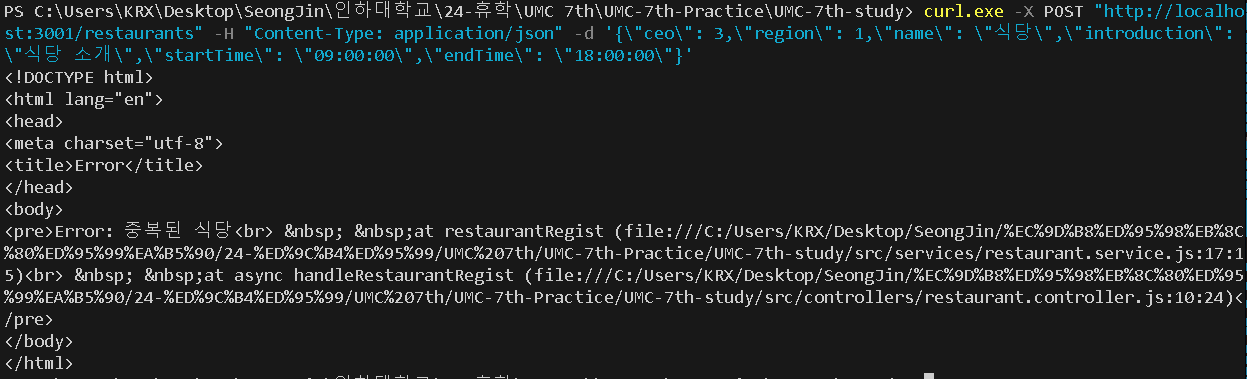 PS C:\Users\KRX\Desktop\SeongJin\인하대학교\24-휴학\UMC 7th\UMC-7th-Practice\UMC-7th-study> curl.exe -X POST "http://localho
st:3001/restaurants" -H "Content-Type: application/json" -d '{\"ceo\": 3,\"region\": 1,\"name\": \"식당\",\"introduction\":
\"식당 소개\",\"startTime\": \"09:00:00\",\"endTime\": \"18:00:00\"}'
<!DOCTYPE html>
<html lang="en">
<head>
<meta charset="utf-8">
<title>Error</title>
</head>
<body>
<pre>Error: 중복된 식당<br> &nbsp; &nbsp;at restaurantRegist (file:///C:/Users/KRX/Desktop/SeongJin/%EC%9D%B8%ED%95%98%EB%8C
%80%ED%95%99%EA%B5%90/24-%ED%9C%B4%ED%95%99/UMC%207th/UMC-7th-Practice/UMC-7th-study/src/services/restaurant.service.js:17:1
5)<br> &nbsp; &nbsp;at async handleRestaurantRegist (file:///C:/Users/KRX/Desktop/SeongJin/%EC%9D%B8%ED%95%98%EB%8C%80%ED%95
%99%EA%B5%90/24-%ED%9C%B4%ED%95%99/UMC%207th/UMC-7th-Practice/UMC-7th-study/src/controllers/restaurant.controller.js:10:24)<
/pre>
</body>
</html>